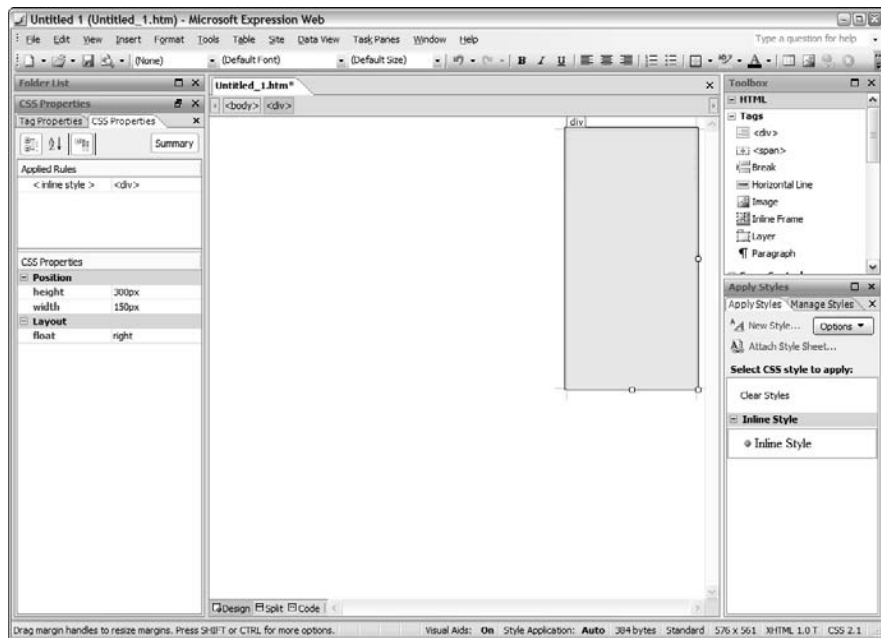 Untitled 1 (Untitled_1.htm) - Microsoft Expression Web
File Edit View Insert Format Tools Table Site Data View Task Panes Window Help
Type a question for help
(None) (Default Font) (Default Size) B I U A
Folder List
CSS Properties
Tag Properties CSS Properties
Summary
Applied Rules
< inline style > <div>
CSS Properties
Position
height 300px
width 150px
Layout
float right
Untitled_1.htm*
<body> <div>
div
Design Split Code
Toolbox
HTML
Tags
<div>
<span>
Break
Horizontal Line
Image
Inline Frame
Layer
Paragraph
Apply Styles
Apply Styles Manage Styles
New Style... Options
Attach Style Sheet...
Select CSS style to apply:
Clear Styles
Inline Style
Inline Style
Drag margin handles to resize margins. Press SHIFT or CTRL for more options. Visual Aids: On Style Application: Auto 384 bytes Standard 576 x 561 XHTML 1.0 T CSS 2.1